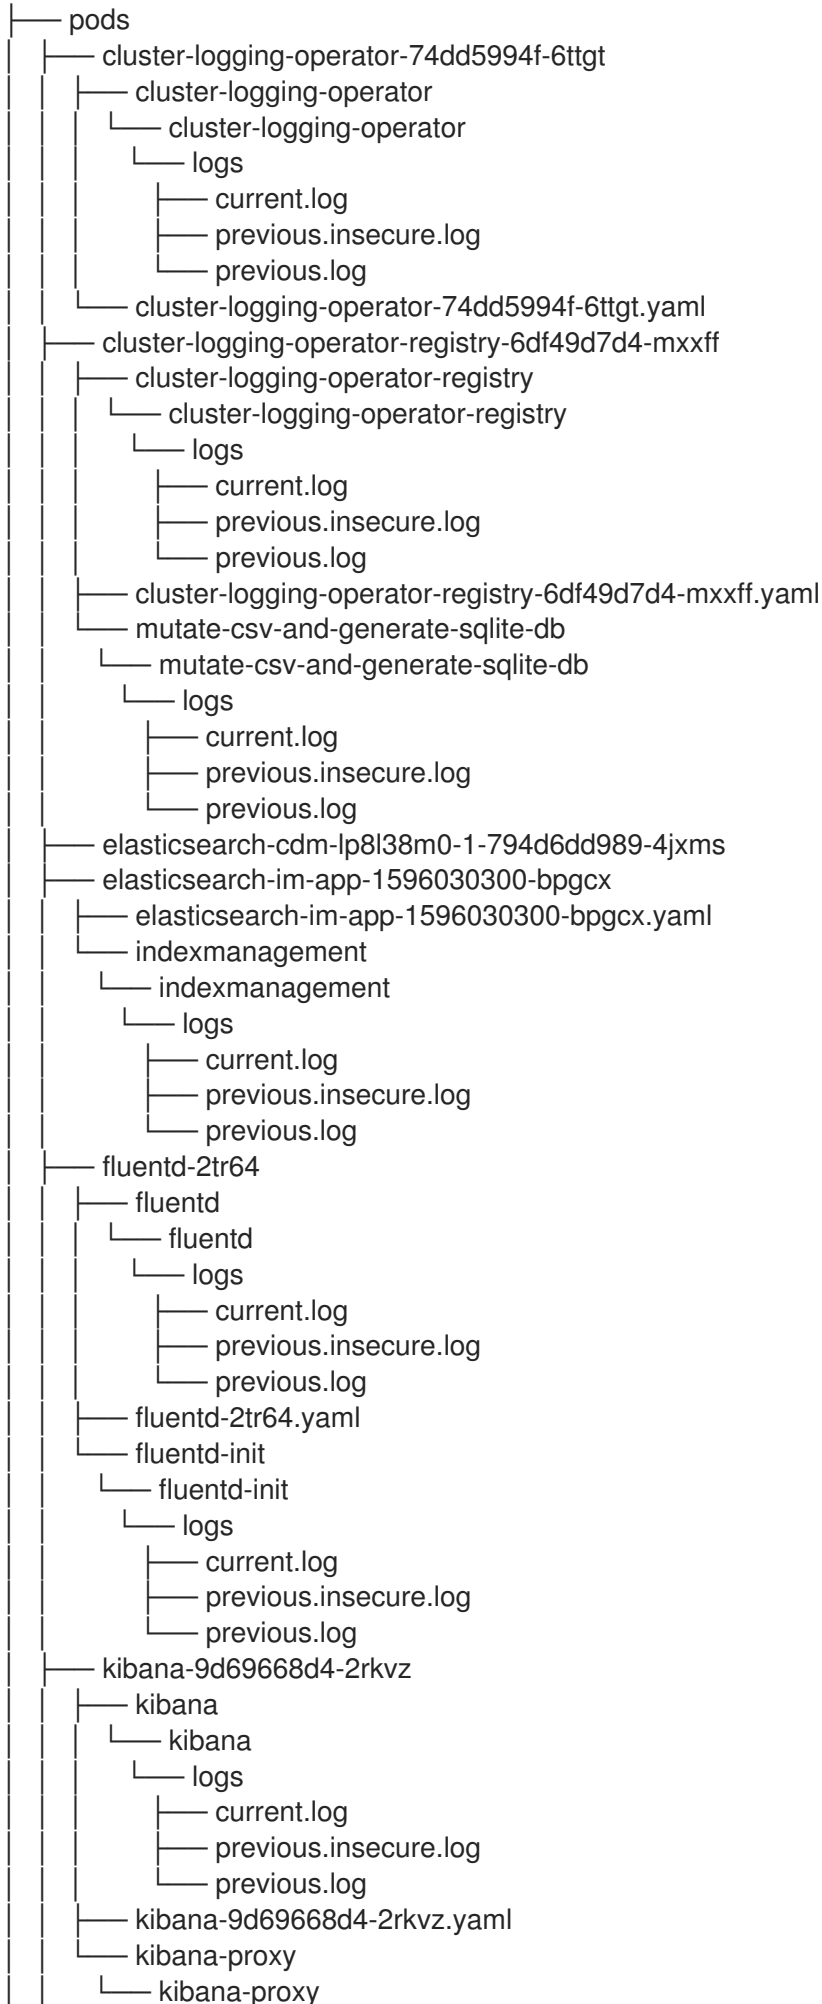 ├── pods
│ ├── cluster-logging-operator-74dd5994f-6ttgt
│ │ ├── cluster-logging-operator
│ │ │ └── cluster-logging-operator
│ │ │ └── logs
│ │ │ ├── current.log
│ │ │ ├── previous.insecure.log
│ │ │ └── previous.log
│ │ └── cluster-logging-operator-74dd5994f-6ttgt.yaml
│ ├── cluster-logging-operator-registry-6df49d7d4-mxxff
│ │ ├── cluster-logging-operator-registry
│ │ │ └── cluster-logging-operator-registry
│ │ │ └── logs
│ │ │ ├── current.log
│ │ │ ├── previous.insecure.log
│ │ │ └── previous.log
│ │ ├── cluster-logging-operator-registry-6df49d7d4-mxxff.yaml
│ │ └── mutate-csv-and-generate-sqlite-db
│ │ └── mutate-csv-and-generate-sqlite-db
│ │ └── logs
│ │ ├── current.log
│ │ ├── previous.insecure.log
│ │ └── previous.log
│ ├── elasticsearch-cdm-lp8l38m0-1-794d6dd989-4jxms
│ ├── elasticsearch-im-app-1596030300-bpgcx
│ │ ├── elasticsearch-im-app-1596030300-bpgcx.yaml
│ │ └── indexmanagement
│ │ └── indexmanagement
│ │ └── logs
│ │ ├── current.log
│ │ ├── previous.insecure.log
│ │ └── previous.log
│ ├── fluentd-2tr64
│ │ ├── fluentd
│ │ │ └── fluentd
│ │ │ └── logs
│ │ │ ├── current.log
│ │ │ ├── previous.insecure.log
│ │ │ └── previous.log
│ │ ├── fluentd-2tr64.yaml
│ │ └── fluentd-init
│ │ └── fluentd-init
│ │ └── logs
│ │ ├── current.log
│ │ ├── previous.insecure.log
│ │ └── previous.log
│ ├── kibana-9d69668d4-2rkvz
│ │ ├── kibana
│ │ │ └── kibana
│ │ │ └── logs
│ │ │ ├── current.log
│ │ │ ├── previous.insecure.log
│ │ │ └── previous.log
│ │ ├── kibana-9d69668d4-2rkvz.yaml
│ │ └── kibana-proxy
│ │ └── kibana-proxy